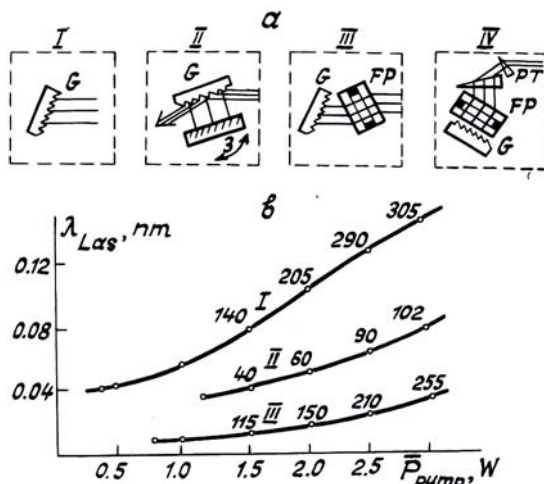 a
I II III IV
G G G FP PT
FP
3 G
в
λLas, nm
305
290
0.12 205
140 I
0.08 102
II 60 90
40
0.04 255
115 III 150 210
0.5 1.0 1.5 2.0 2.5 P̅pump, W